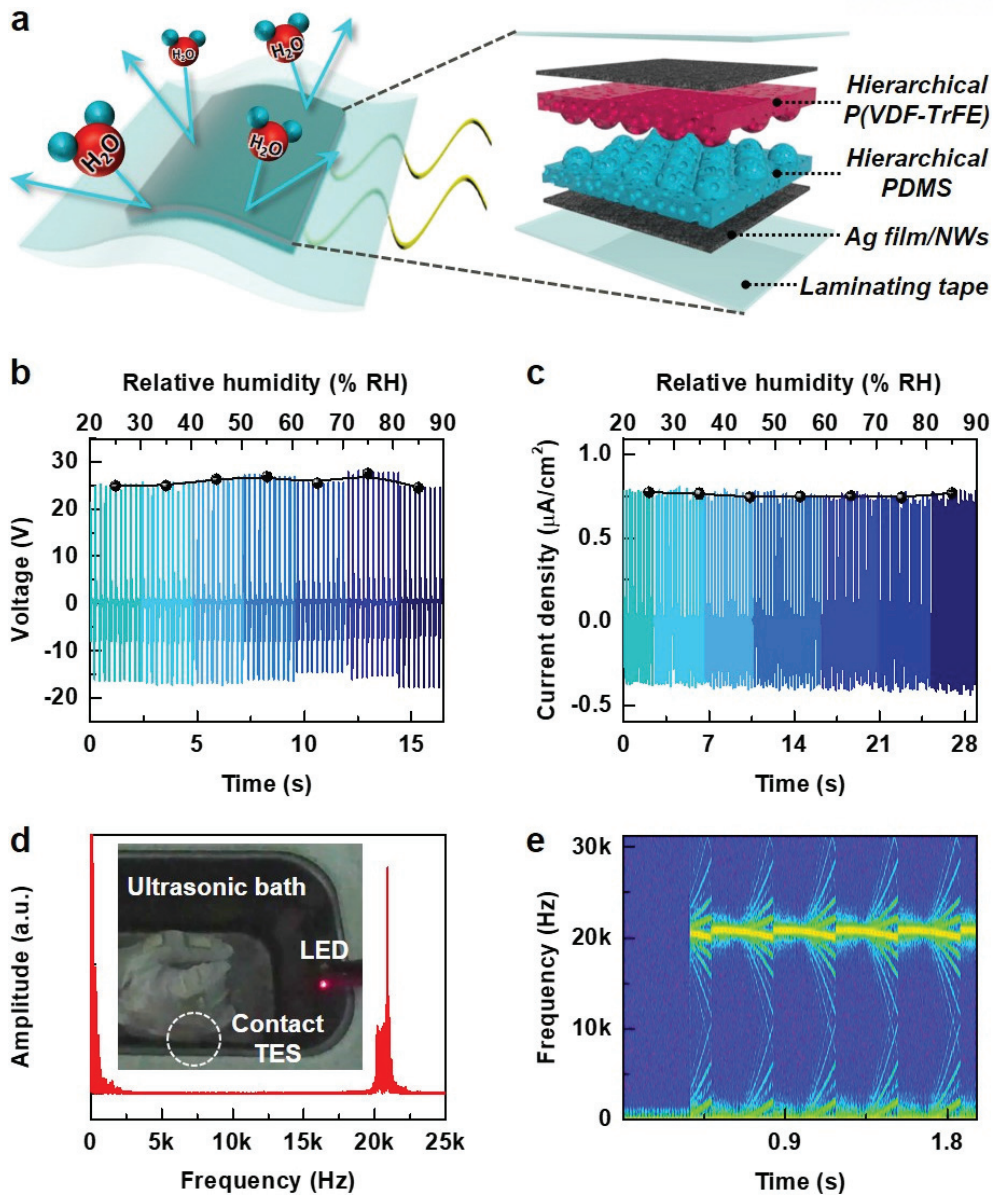 a
H₂O
H₂O
H₂O
H₂O
Hierarchical
P(VDF-TrFE)
Hierarchical
PDMS
Ag film/NWs
Laminating tape
b
Relative humidity (% RH)
20 30 40 50 60 70 80 90
30
20
10
0
-10
-20
Voltage (V)
0 5 10 15
Time (s)
c
Relative humidity (% RH)
20 30 40 50 60 70 80 90
1.0
0.5
0.0
-0.5
Current density (μA/cm²)
0 7 14 21 28
Time (s)
d
Amplitude (a.u.)
Ultrasonic bath
LED
Contact
TES
0 5k 10k 15k 20k 25k
Frequency (Hz)
e
30k
20k
10k
0
Frequency (Hz)
0.9 1.8
Time (s)